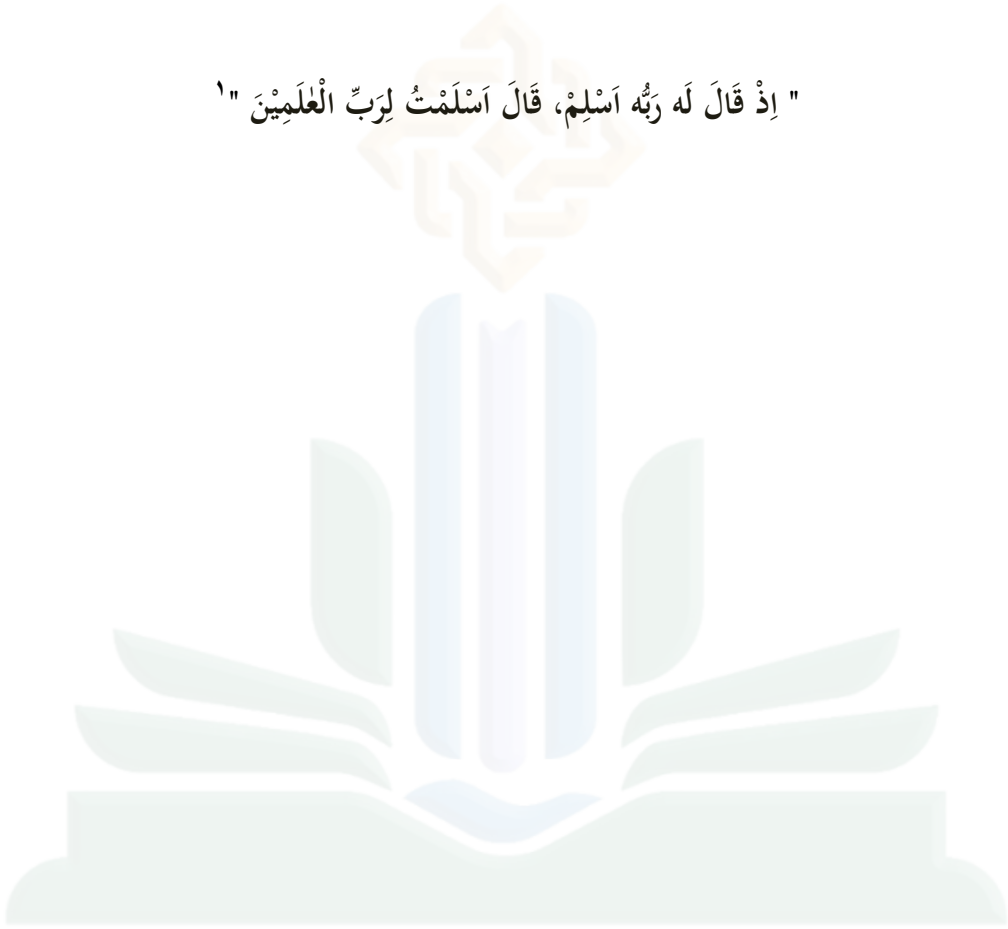 " اِذْ قَالَ لَه رَبُّه اَسْلِمْ، قَالَ اَسْلَمْتُ لِرَبِّ الْعٰلَمِيْنَ "١